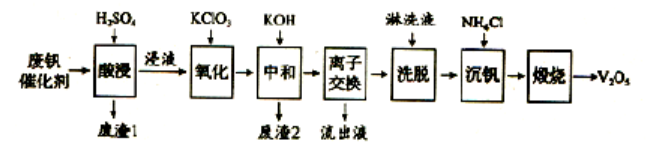 H₂SO₄ KClO₃ KOH 淋洗液 NH₄Cl
废钒催化剂 酸浸 浸液 氧化 中和 离子交换 洗脱 沉钒 煅烧 V₂O₅
废渣1 废渣2 流出液